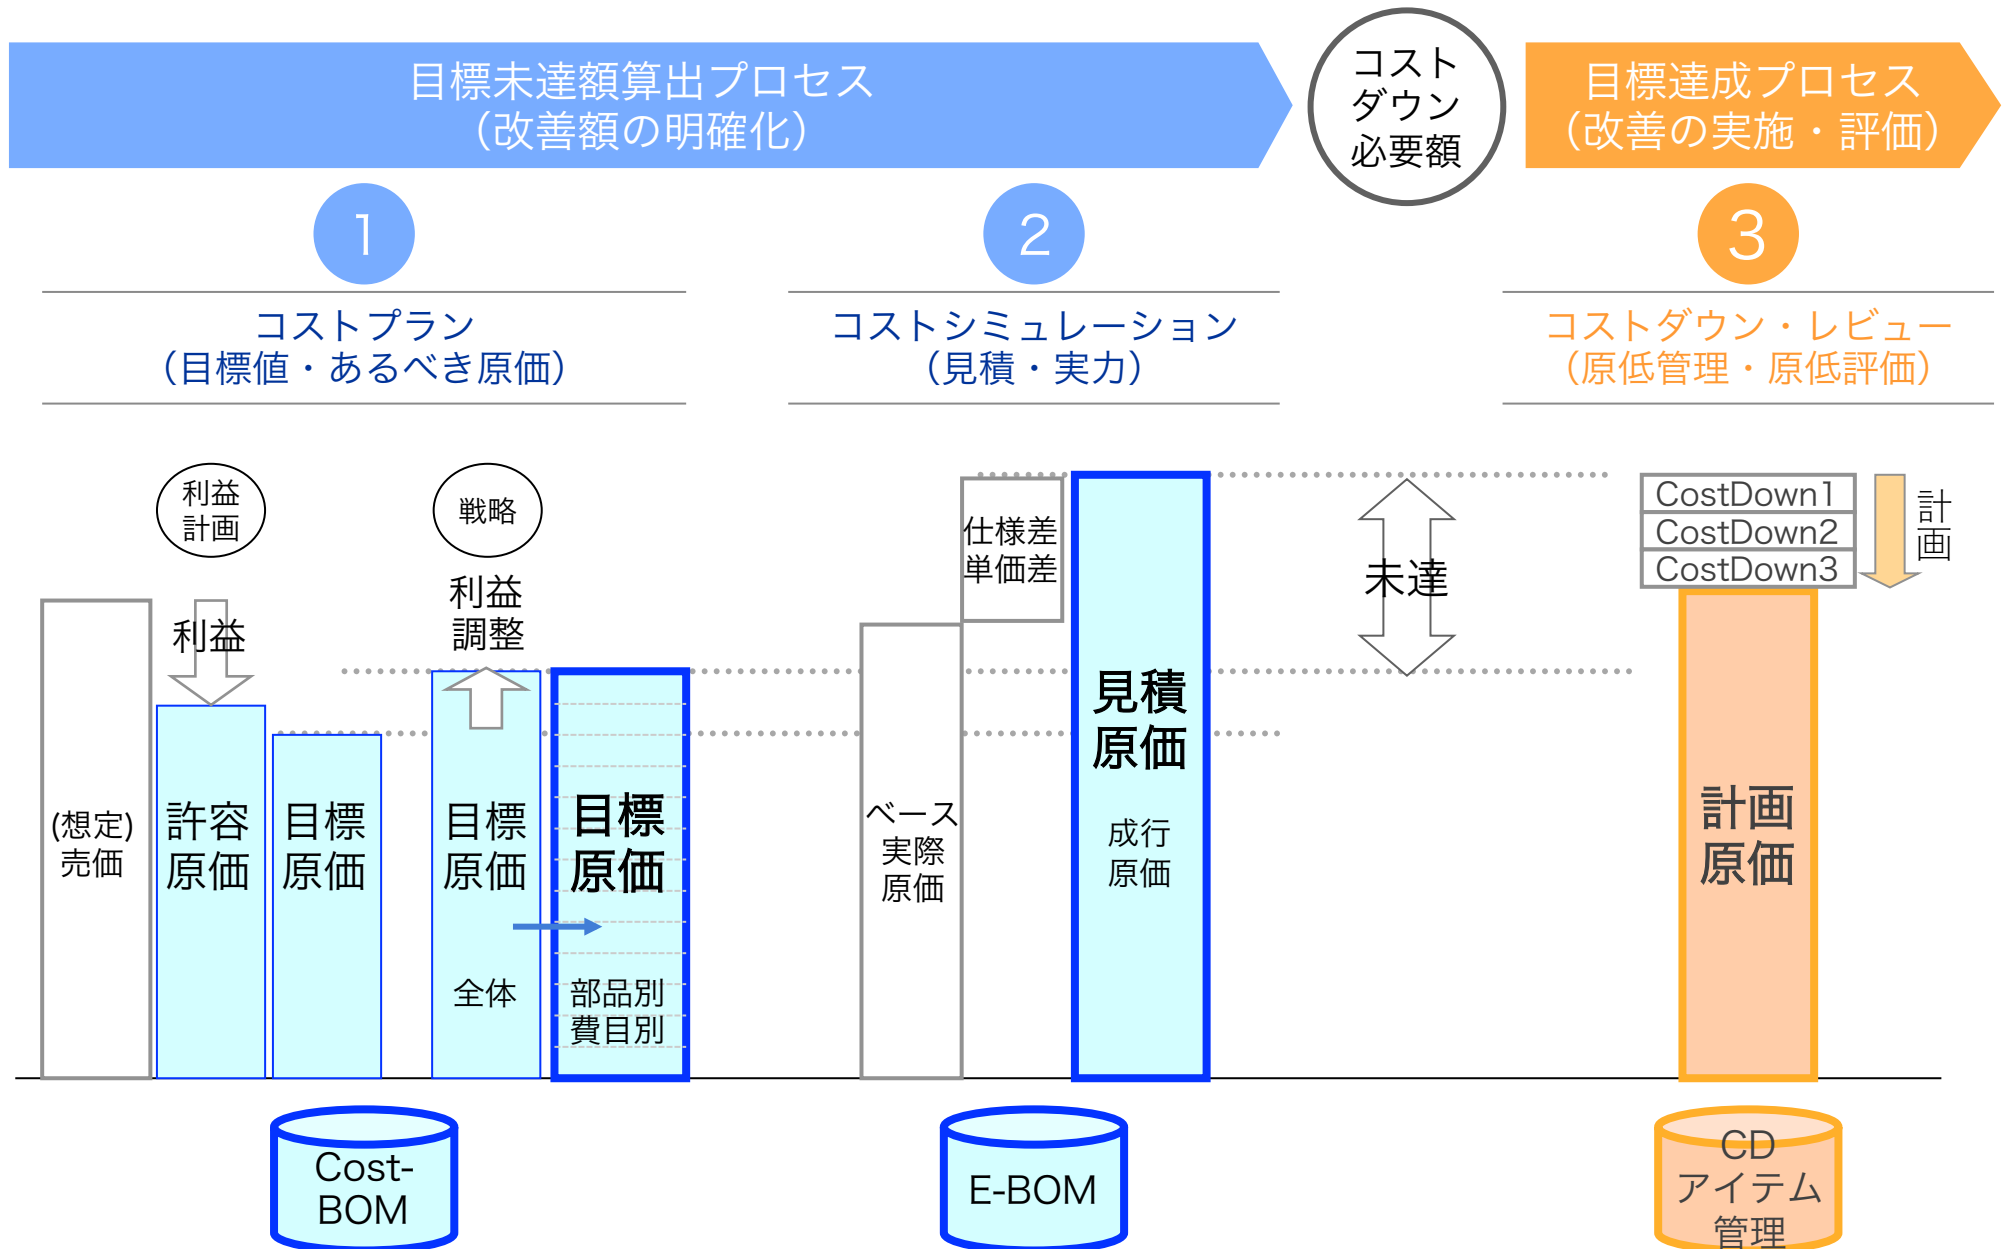 目標未達額算出プロセス
（改善額の明確化）
コスト
ダウン
必要額
目標達成プロセス
（改善の実施・評価）
1
2
3
コストプラン
（目標値・あるべき原価）
コストシミュレーション
（見積・実力）
コストダウン・レビュー
（原低管理・原低評価）
利益
計画
戦略
利益
利益
調整
(想定)
売価
許容
原価
目標
原価
目標
原価
全体
目標
原価
部品別
費目別
仕様差
単価差
ベース
実際
原価
見積
原価
成行
原価
未達
CostDown1
CostDown2
CostDown3
計
画
計画
原価
Cost-
BOM
E-BOM
CD
アイテム
管理